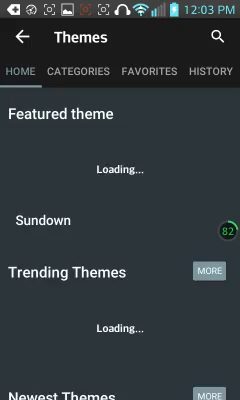 12:03 PM
Themes
HOME CATEGORIES FAVORITES HISTORY
Featured theme
Loading...
Sundown
82
Trending Themes MORE
Loading...
Newest Themes MORE